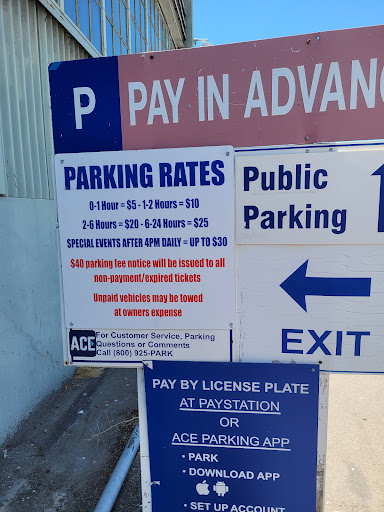 P PAY IN ADVAN
PARKING RATES
0-1 Hour = $5 - 1-2 Hours = $10
2-6 Hours = $20 - 6-24 Hours = $25
SPECIAL EVENTS AFTER 4PM DAILY = UP TO $30
$40 parking fee notice will be issued to all
non-payment/expired tickets
Unpaid vehicles may be towed
at owners expense
ACE
For Customer Service, Parking
Questions or Comments
Call (800) 925-PARK
Public
Parking
EXIT
PAY BY LICENSE PLATE
AT PAYSTATION
OR
ACE PARKING APP
• PARK
• DOWNLOAD APP
• SET UP ACCOUNT